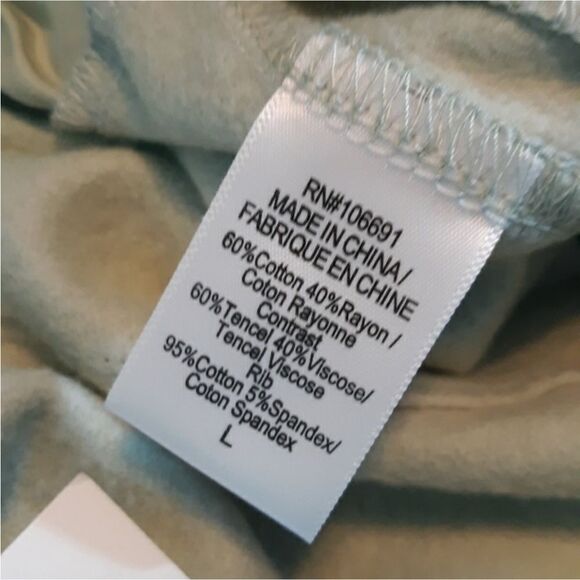 RN#106691
MADE IN CHINA/
FABRIQUE EN CHINE
60%Cotton 40%Rayon /
Coton Rayonne
Contrast
60%Tencel 40%Viscose/
Tencel Viscose
Rib
95%Cotton 5%Spandex/
Coton Spandex
L